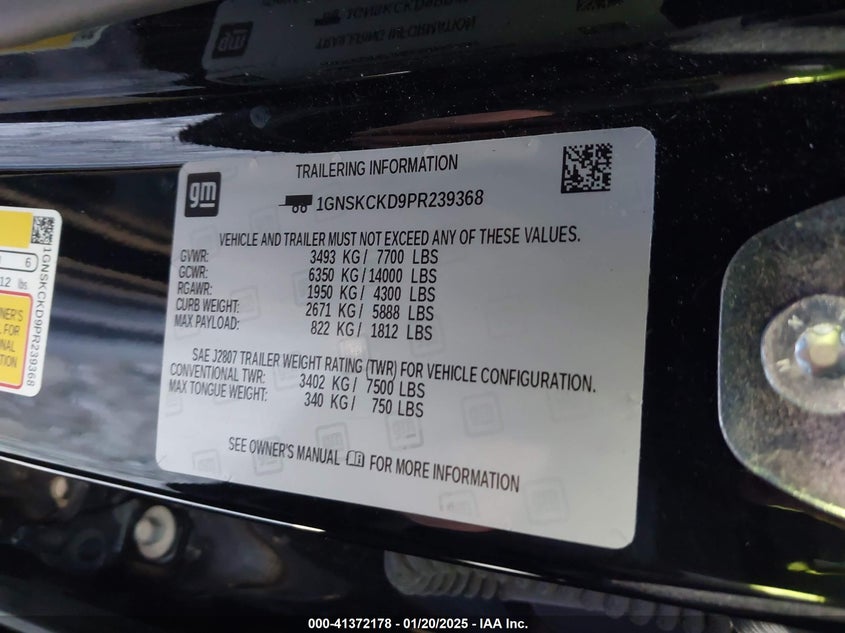 gm
TRAILERING INFORMATION
1GNSKCKD9PR239368
VEHICLE AND TRAILER MUST NOT EXCEED ANY OF THESE VALUES.
GVWR: 3493 KG / 7700 LBS
GCWR: 6350 KG / 14000 LBS
RGAWR: 1950 KG / 4300 LBS
CURB WEIGHT: 2671 KG / 5888 LBS
MAX PAYLOAD: 822 KG / 1812 LBS
SAE J2807 TRAILER WEIGHT RATING (TWR) FOR VEHICLE CONFIGURATION.
CONVENTIONAL TWR: 3402 KG / 7500 LBS
MAX TONGUE WEIGHT: 340 KG / 750 LBS
SEE OWNER'S MANUAL FOR MORE INFORMATION
6
12 lbs
FOR
1GNSKCKD9PR239368
000-41372178 - 01/20/2025 - IAA Inc.